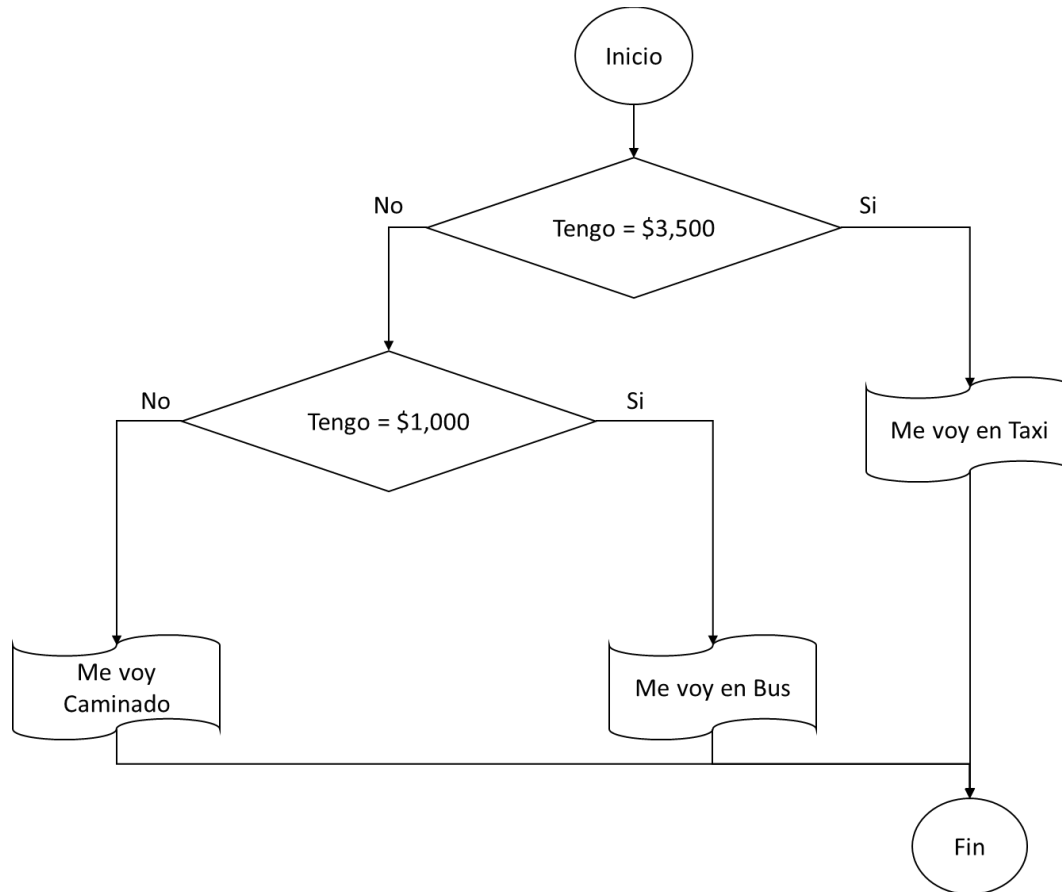 Inicio
No
Si
Tengo = $3,500
No
Si
Tengo = $1,000
Me voy en Taxi
Me voy
Caminado
Me voy en Bus
Fin